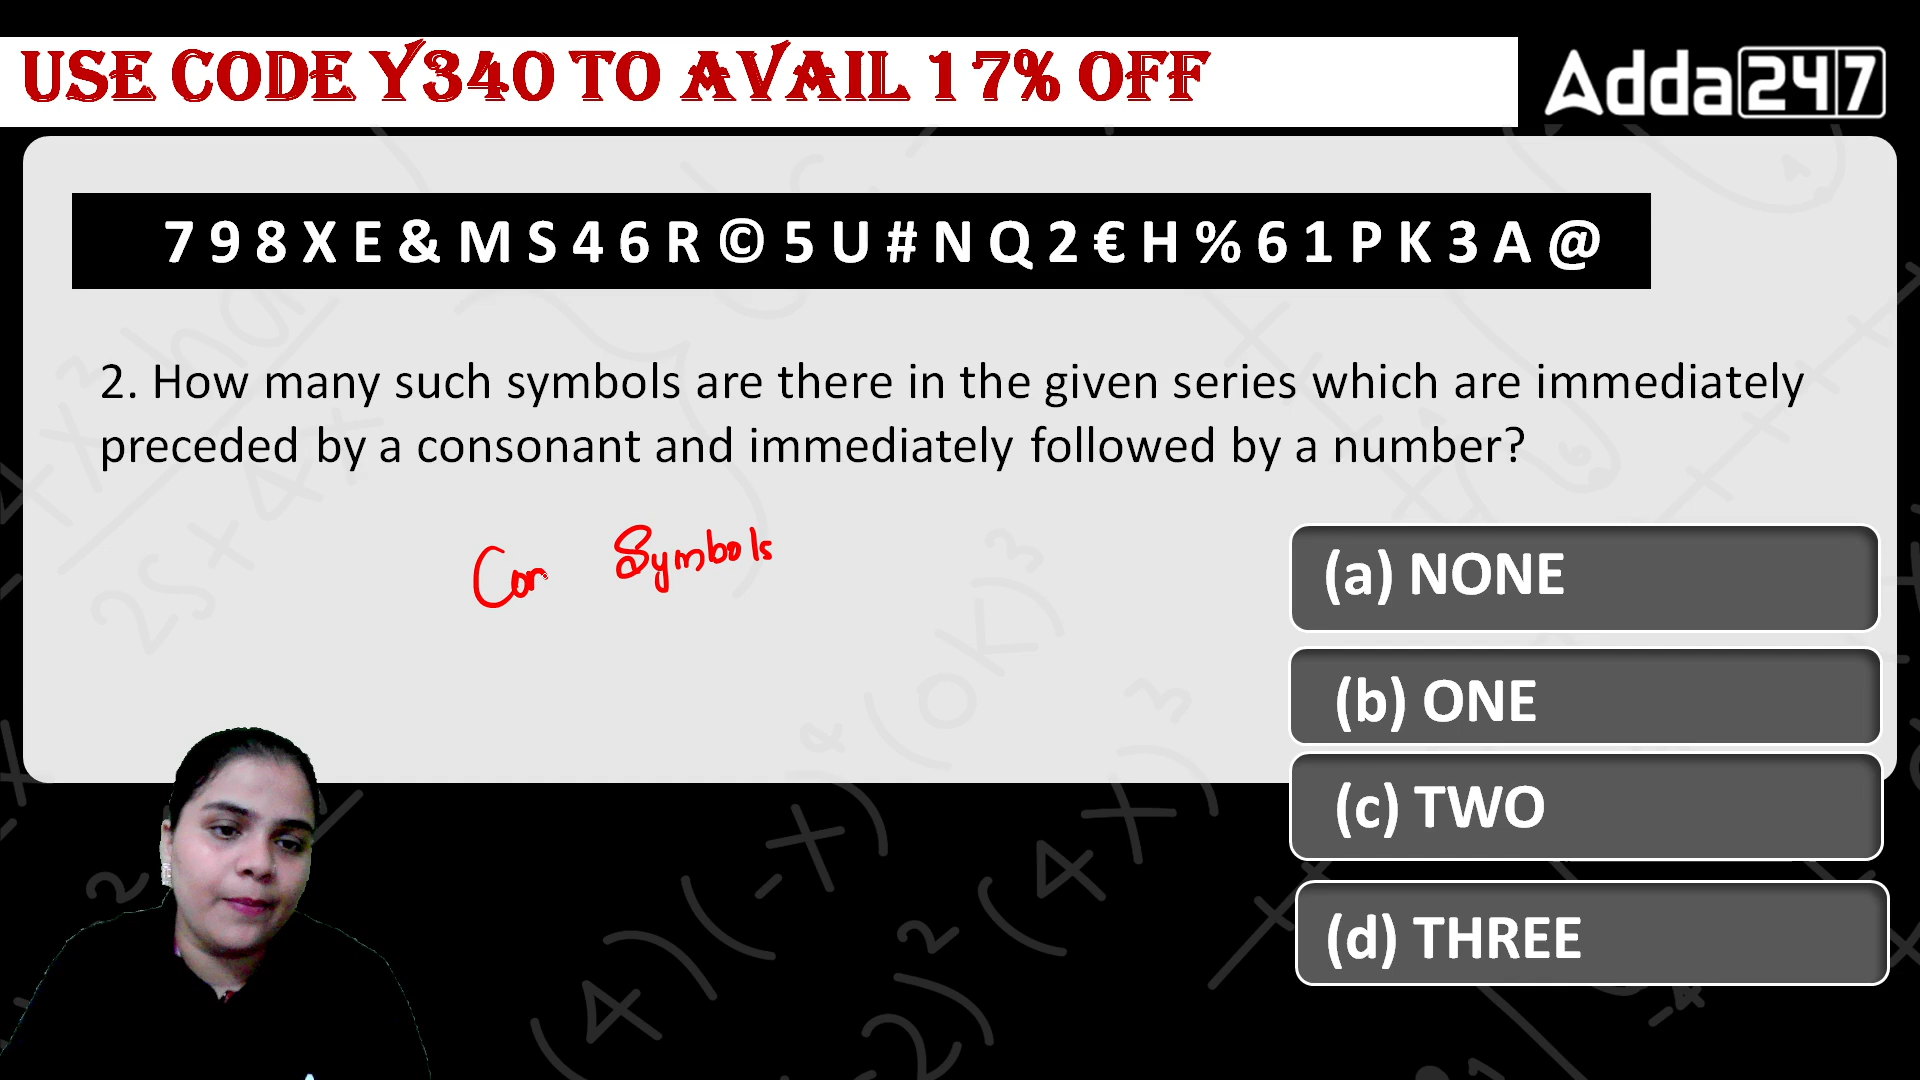 USE CODE Y340 TO AVAIL 17% OFF
Adda247
7 9 8 X E & M S 4 6 R © 5 U # N Q 2 € H % 6 1 P K 3 A @
2. How many such symbols are there in the given series which are immediately
preceded by a consonant and immediately followed by a number?
Con Symbols
(a) NONE
(b) ONE
(c) TWO
(d) THREE